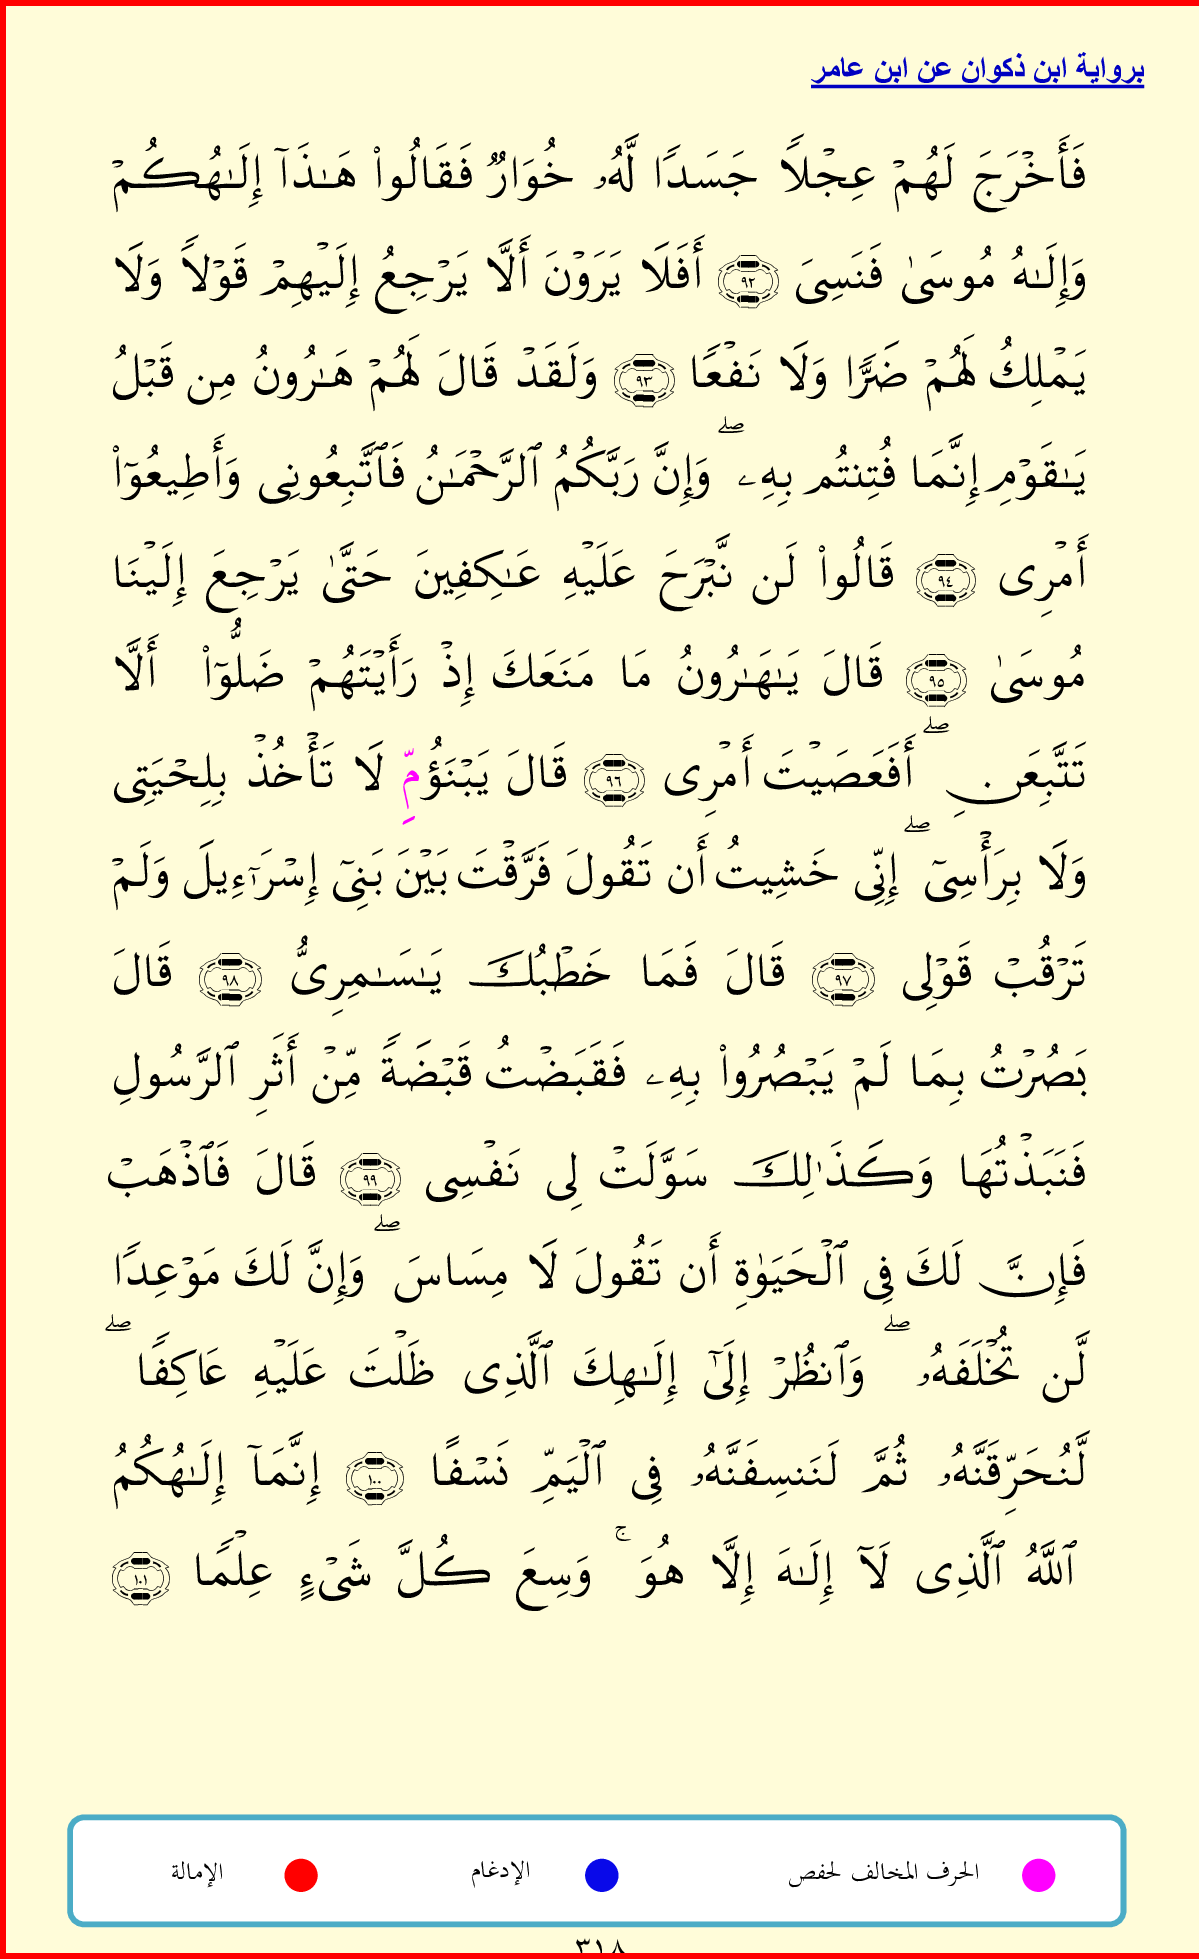 برواية ابن ذكوان عن ابن عامر
فَأَخۡرَجَ لَهُمۡ عِجۡلٗا جَسَدٗا لَّهُۥ خُوَارٞ فَقَالُواْ هَٰذَآ إِلَٰهُكُمۡ
وَإِلَٰهُ مُوسَىٰ فَنَسِىَ ٩٢ أَفَلَا يَرَوۡنَ أَلَّا يَرۡجِعُ إِلَيۡهِمۡ قَوۡلٗا وَلَا
يَمۡلِكُ لَهُمۡ ضَرّٗا وَلَا نَفۡعٗا ٩٣ وَلَقَدۡ قَالَ لَهُمۡ هَٰرُونُ مِن قَبۡلُ
يَٰقَوۡمِ إِنَّمَا فُتِنتُم بِهِۦۖ وَإِنَّ رَبَّكُمُ ٱلرَّحۡمَٰنُ فَٱتَّبِعُونِى وَأَطِيعُوٓاْ
أَمۡرِى ٩٤ قَالُواْ لَن نَّبۡرَحَ عَلَيۡهِ عَٰكِفِينَ حَتَّىٰ يَرۡجِعَ إِلَيۡنَا
مُوسَىٰ ٩٥ قَالَ يَٰهَٰرُونُ مَا مَنَعَكَ إِذۡ رَأَيۡتَهُمۡ ضَلُّوٓاْ أَلَّا
تَتَّبِعَنِۖ أَفَعَصَيۡتَ أَمۡرِى ٩٦ قَالَ يَبۡنَؤُمِّ لَا تَأۡخُذۡ بِلِحۡيَتِى
وَلَا بِرَأۡسِىٓۖ إِنِّى خَشِيتُ أَن تَقُولَ فَرَّقۡتَ بَيۡنَ بَنِىٓ إِسۡرَٰٓءِيلَ وَلَمۡ
تَرۡقُبۡ قَوۡلِى ٩٧ قَالَ فَمَا خَطۡبُكَ يَٰسَٰمِرِىُّ ٩٨ قَالَ
بَصُرۡتُ بِمَا لَمۡ يَبۡصُرُواْ بِهِۦ فَقَبَضۡتُ قَبۡضَةٗ مِّنۡ أَثَرِ ٱلرَّسُولِ
فَنَبَذۡتُهَا وَكَذَٰلِكَ سَوَّلَتۡ لِى نَفۡسِى ٩٩ قَالَ فَٱذۡهَبۡ
فَإِنَّ لَكَ فِى ٱلۡحَيَوٰةِ أَن تَقُولَ لَا مِسَاسَۖ وَإِنَّ لَكَ مَوۡعِدٗا
لَّن تُخۡلَفَهُۥۖ وَٱنظُرۡ إِلَىٰٓ إِلَٰهِكَ ٱلَّذِى ظَلۡتَ عَلَيۡهِ عَاكِفٗاۖ
لَّنُحَرِّقَنَّهُۥ ثُمَّ لَنَنسِفَنَّهُۥ فِى ٱلۡيَمِّ نَسۡفًا ١٠٠ إِنَّمَآ إِلَٰهُكُمُ
ٱللَّهُ ٱلَّذِى لَآ إِلَٰهَ إِلَّا هُوَۚ وَسِعَ كُلَّ شَىۡءٍ عِلۡمٗا ١٠١
الحرف المخالف لحفص الإدغام الإمالة
٣١٨